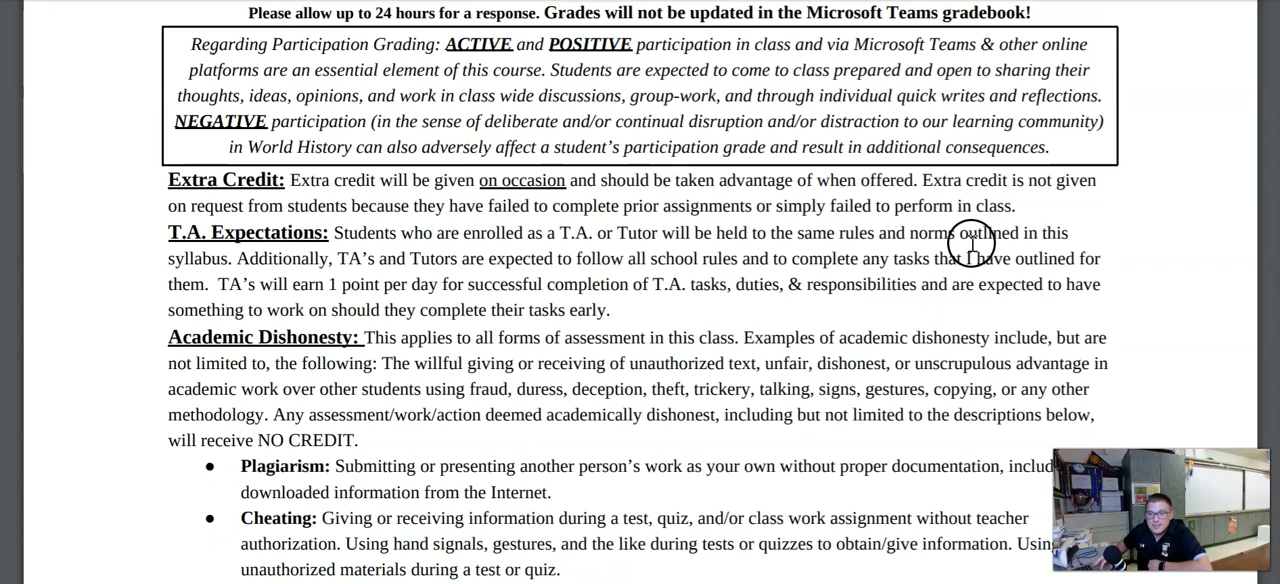 Please allow up to 24 hours for a response. Grades will not be updated in the Microsoft Teams gradebook!
Regarding Participation Grading: ACTIVE and POSITIVE participation in class and via Microsoft Teams & other online
platforms are an essential element of this course. Students are expected to come to class prepared and open to sharing their
thoughts, ideas, opinions, and work in class wide discussions, group-work, and through individual quick writes and reflections.
NEGATIVE participation (in the sense of deliberate and/or continual disruption and/or distraction to our learning community)
in World History can also adversely affect a student’s participation grade and result in additional consequences.
Extra Credit: Extra credit will be given on occasion and should be taken advantage of when offered. Extra credit is not given
on request from students because they have failed to complete prior assignments or simply failed to perform in class.
T.A. Expectations: Students who are enrolled as a T.A. or Tutor will be held to the same rules and norms outlined in this
syllabus. Additionally, TA’s and Tutors are expected to follow all school rules and to complete any tasks that I have outlined for
them. TA’s will earn 1 point per day for successful completion of T.A. tasks, duties, & responsibilities and are expected to have
something to work on should they complete their tasks early.
Academic Dishonesty: This applies to all forms of assessment in this class. Examples of academic dishonesty include, but are
not limited to, the following: The willful giving or receiving of unauthorized text, unfair, dishonest, or unscrupulous advantage in
academic work over other students using fraud, duress, deception, theft, trickery, talking, signs, gestures, copying, or any other
methodology. Any assessment/work/action deemed academically dishonest, including but not limited to the descriptions below,
will receive NO CREDIT.
● Plagiarism: Submitting or presenting another person’s work as your own without proper documentation, includ
downloaded information from the Internet.
● Cheating: Giving or receiving information during a test, quiz, and/or class work assignment without teacher
authorization. Using hand signals, gestures, and the like during tests or quizzes to obtain/give information. Usin
unauthorized materials during a test or quiz.